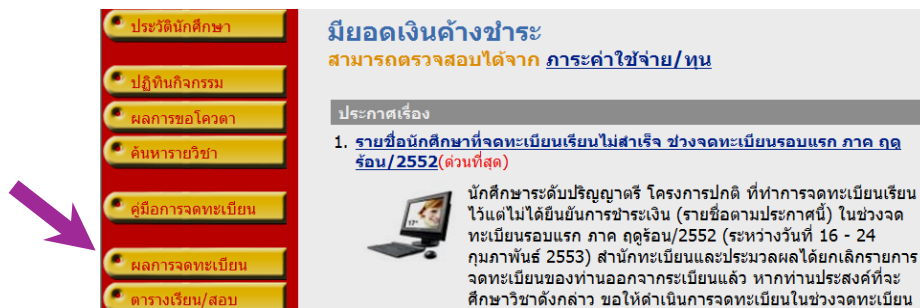 ประวัตินักศึกษา
ปฏิทินกิจกรรม
ผลการขอโควตา
ค้นหารายวิชา
คู่มือการจดทะเบียน
ผลการจดทะเบียน
ตารางเรียน/สอบ
มียอดเงินค้างชำระ
สามารถตรวจสอบได้จาก ภาระค่าใช้จ่าย/ทุน
ประกาศเรื่อง
1. รายชื่อนักศึกษาที่จดทะเบียนเรียนไม่สำเร็จ ช่วงจดทะเบียนรอบแรก ภาค ฤดู
ร้อน/2552(ด่วนที่สุด)
นักศึกษาระดับปริญญาตรี โครงการปกติ ที่ทำการจดทะเบียนเรียน
ไว้แต่ไม่ได้ยืนยันการชำระเงิน (รายชื่อตามประกาศนี้) ในช่วงจด
ทะเบียนรอบแรก ภาค ฤดูร้อน/2552 (ระหว่างวันที่ 16 - 24
กุมภาพันธ์ 2553) สำนักทะเบียนและประมวลผลได้ยกเลิกรายการ
จดทะเบียนของท่านออกจากระเบียนแล้ว หากท่านประสงค์ที่จะ
ศึกษาวิชาดังกล่าว ขอให้ดำเนินการจดทะเบียนในช่วงจดทะเบียน